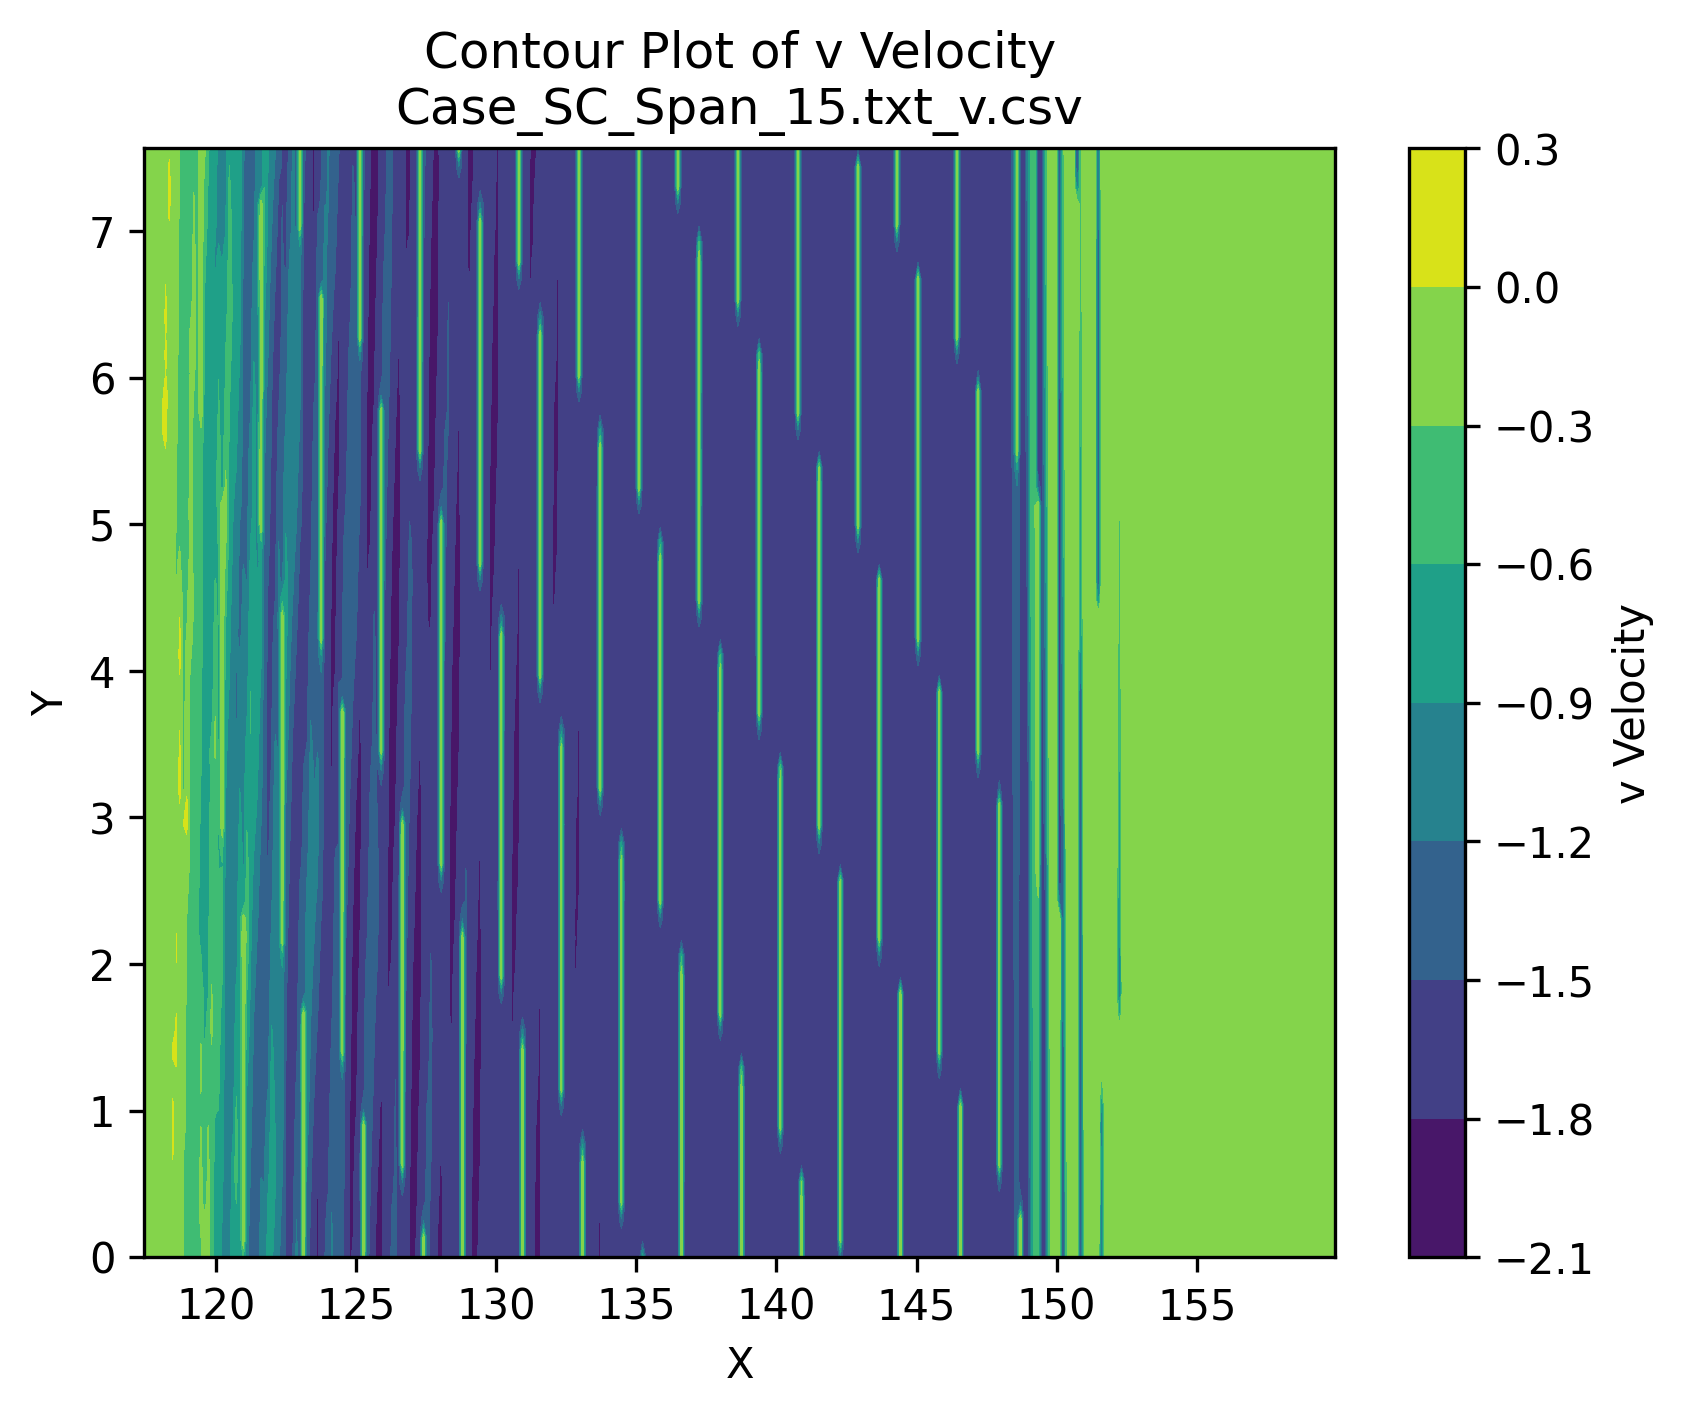 Contour Plot of v Velocity
Case_SC_Span_15.txt_v.csv
7
6
5
4
3
2
1
0
Y
120 125 130 135 140 145 150 155
X
0.3
0.0
−0.3
−0.6
−0.9
−1.2
−1.5
−1.8
−2.1
v Velocity